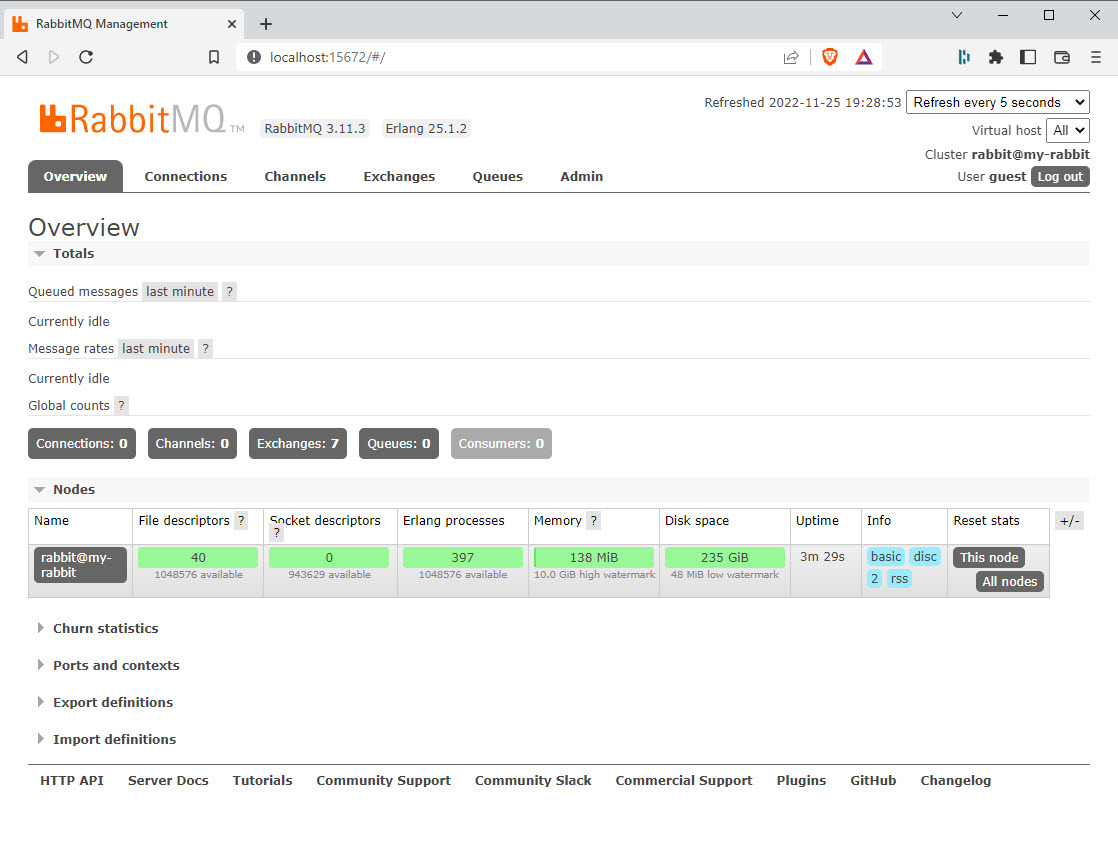 RabbitMQ Management
localhost:15672/#/
Refreshed 2022-11-25 19:28:53 Refresh every 5 seconds
RabbitMQ TM RabbitMQ 3.11.3 Erlang 25.1.2
Virtual host All
Cluster rabbit@my-rabbit
User guest Log out
Overview Connections Channels Exchanges Queues Admin
Overview
Totals
Queued messages last minute ?
Currently idle
Message rates last minute ?
Currently idle
Global counts ?
Connections: 0 Channels: 0 Exchanges: 7 Queues: 0 Consumers: 0
Nodes
Name File descriptors ? Socket descriptors ? Erlang processes Memory ? Disk space Uptime Info Reset stats +/-
rabbit@my-rabbit 40 0 397 138 MiB 235 GiB 3m 29s basic disc 2 rss This node All nodes
1048576 available 943629 available 1048576 available 10.0 GiB high watermark 48 MiB low watermark
Churn statistics
Ports and contexts
Export definitions
Import definitions
HTTP API Server Docs Tutorials Community Support Community Slack Commercial Support Plugins GitHub Changelog